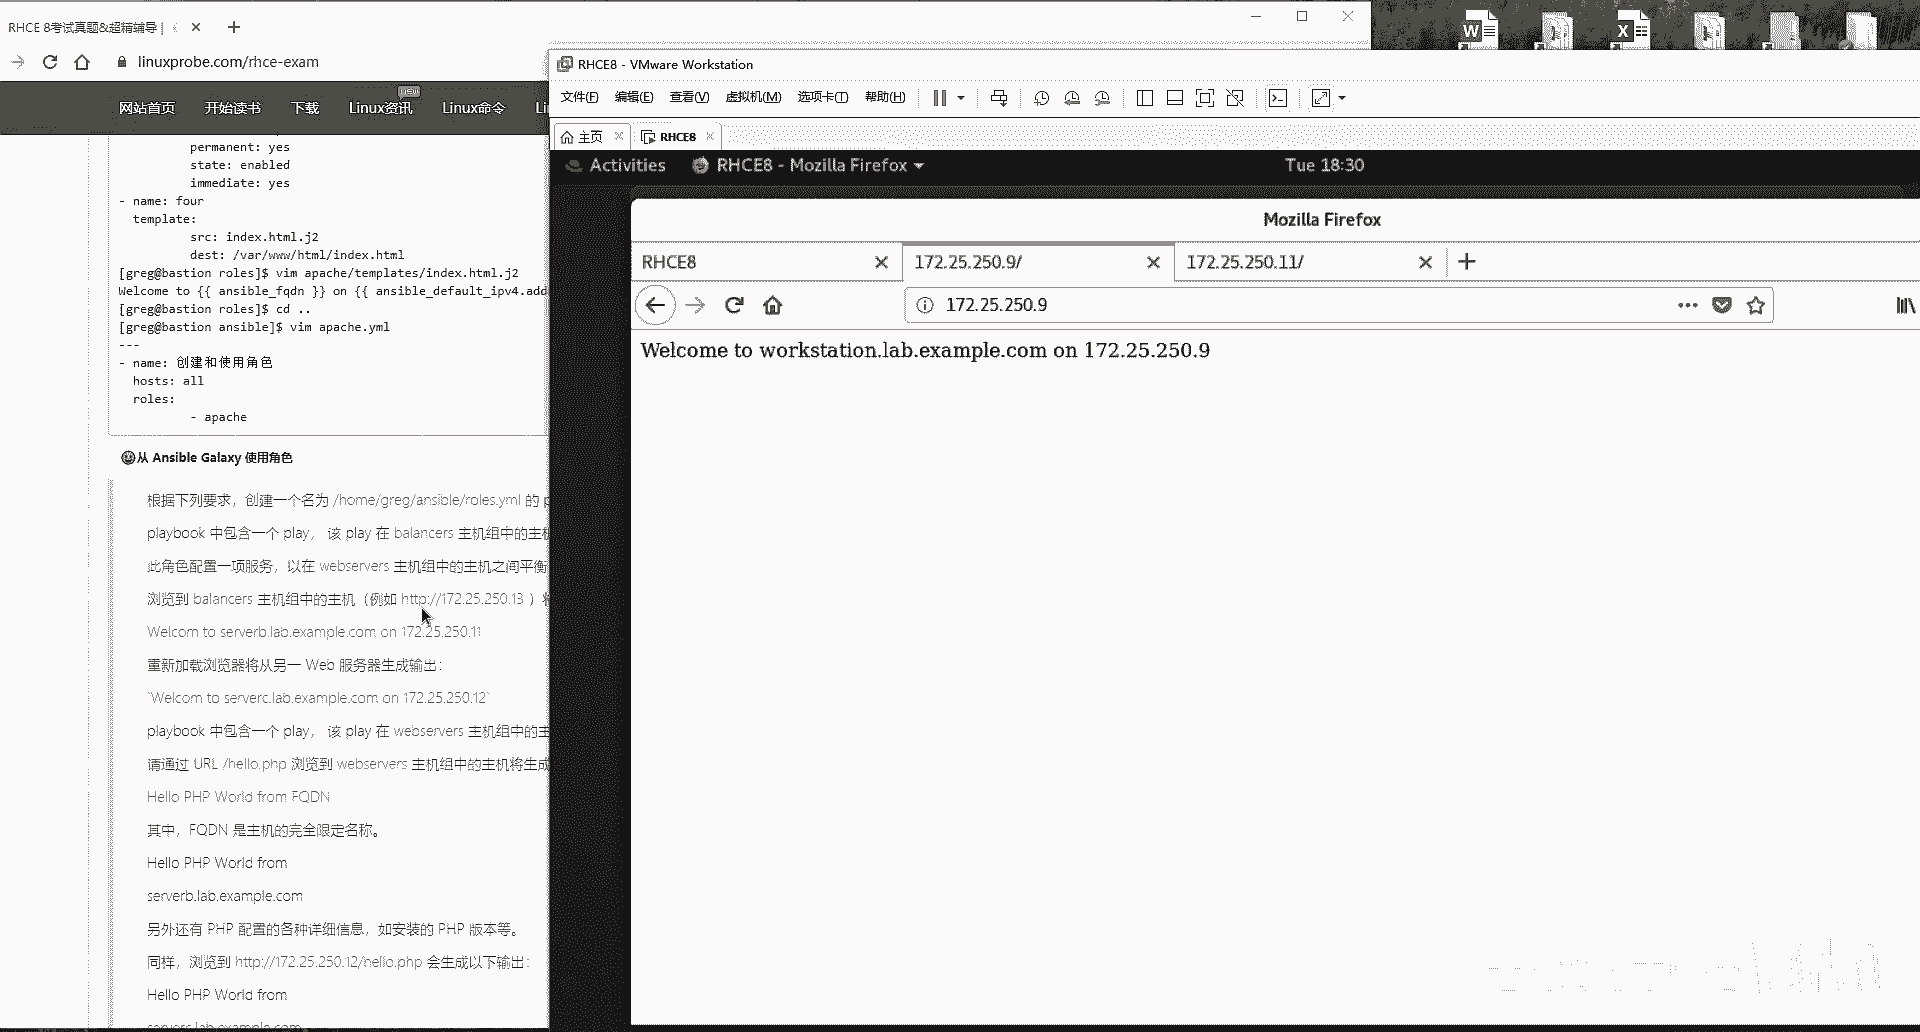 RHCE 8考试真题&超精辅导 |
linuxprobe.com/rhce-exam
网站首页 开始读书 下载 Linux资讯 new Linux命令 Li
permanent: yes
state: enabled
immediate: yes
- name: four
template:
src: index.html.j2
dest: /var/www/html/index.html
[greg@bastion roles]$ vim apache/templates/index.html.j2
Welcome to {{ ansible_fqdn }} on {{ ansible_default_ipv4.add
[greg@bastion roles]$ cd ..
[greg@bastion ansible]$ vim apache.yml
---
- name: 创建和使用角色
hosts: all
roles:
- apache
从 Ansible Galaxy 使用角色
根据下列要求，创建一个名为 /home/greg/ansible/roles.yml 的 p
playbook 中包含一个 play， 该 play 在 balancers 主机组中的主机
此角色配置一项服务，以在 webservers 主机组中的主机之间平衡
浏览到 balancers 主机组中的主机（例如 http://172.25.250.13 ）将
Welcom to serverb.lab.example.com on 172.25.250.11
重新加载浏览器将从另一 Web 服务器生成输出：
`Welcom to serverc.lab.example.com on 172.25.250.12`
playbook 中包含一个 play， 该 play 在 webservers 主机组中的主
请通过 URL /hello.php 浏览到 webservers 主机组中的主机将生成
Hello PHP World from FQDN
其中，FQDN 是主机的完全限定名称。
Hello PHP World from
serverb.lab.example.com
另外还有 PHP 配置的各种详细信息，如安装的 PHP 版本等。
同样，浏览到 http://172.25.250.12/hello.php 会生成以下输出：
Hello PHP World from
serverc.lab.example.com
RHCE8 - VMware Workstation
文件(F) 编辑(E) 查看(V) 虚拟机(M) 选项卡(T) 帮助(H)
主页 RHCE8
Activities RHCE8 - Mozilla Firefox Tue 18:30
Mozilla Firefox
RHCE8 172.25.250.9/ 172.25.250.11/
172.25.250.9
Welcome to workstation.lab.example.com on 172.25.250.9